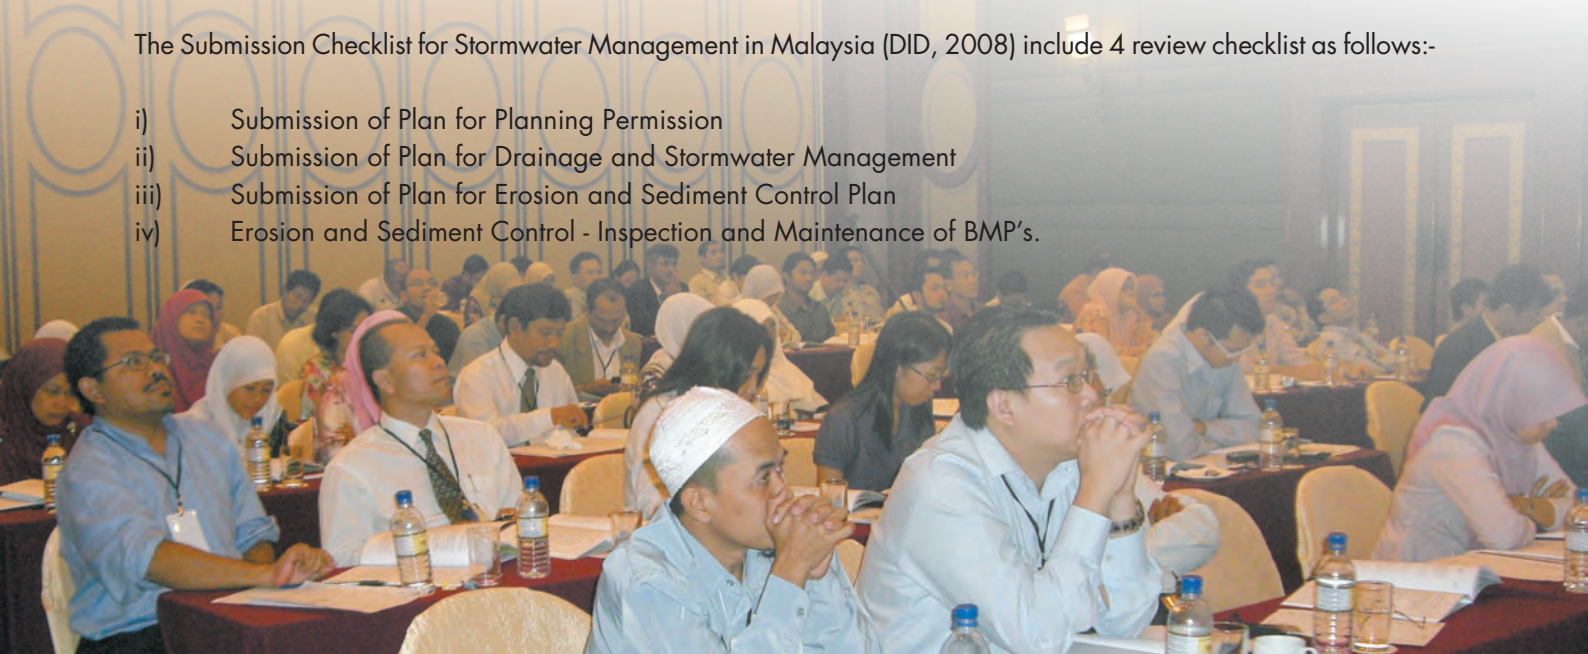 The Submission Checklist for Stormwater Management in Malaysia (DID, 2008) include 4 review checklist as follows:-
i) Submission of Plan for Planning Permission
ii) Submission of Plan for Drainage and Stormwater Management
iii) Submission of Plan for Erosion and Sediment Control Plan
iv) Erosion and Sediment Control - Inspection and Maintenance of BMP's.